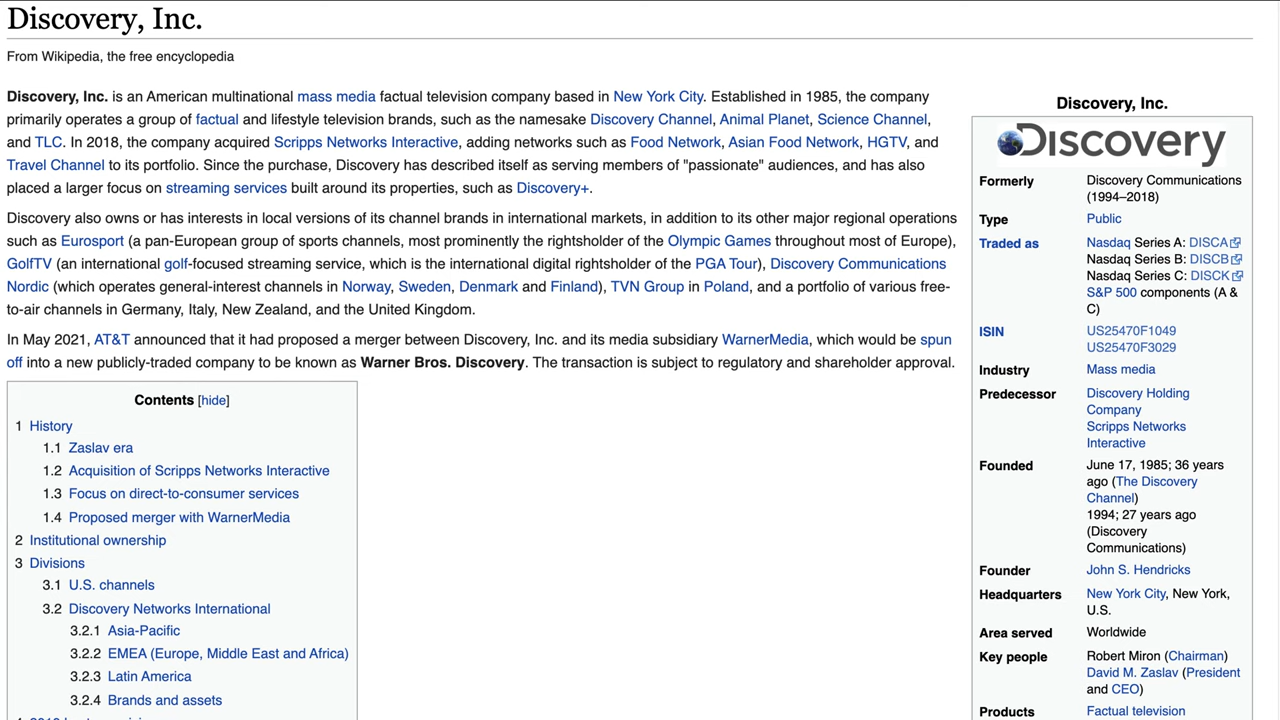 Discovery, Inc.
From Wikipedia, the free encyclopedia
Discovery, Inc. is an American multinational mass media factual television company based in New York City. Established in 1985, the company
primarily operates a group of factual and lifestyle television brands, such as the namesake Discovery Channel, Animal Planet, Science Channel,
and TLC. In 2018, the company acquired Scripps Networks Interactive, adding networks such as Food Network, Asian Food Network, HGTV, and
Travel Channel to its portfolio. Since the purchase, Discovery has described itself as serving members of "passionate" audiences, and has also
placed a larger focus on streaming services built around its properties, such as Discovery+.
Discovery also owns or has interests in local versions of its channel brands in international markets, in addition to its other major regional operations
such as Eurosport (a pan-European group of sports channels, most prominently the rightsholder of the Olympic Games throughout most of Europe),
GolfTV (an international golf-focused streaming service, which is the international digital rightsholder of the PGA Tour), Discovery Communications
Nordic (which operates general-interest channels in Norway, Sweden, Denmark and Finland), TVN Group in Poland, and a portfolio of various free-
to-air channels in Germany, Italy, New Zealand, and the United Kingdom.
In May 2021, AT&T announced that it had proposed a merger between Discovery, Inc. and its media subsidiary WarnerMedia, which would be spun
off into a new publicly-traded company to be known as Warner Bros. Discovery. The transaction is subject to regulatory and shareholder approval.
Contents [hide]
1 History
1.1 Zaslav era
1.2 Acquisition of Scripps Networks Interactive
1.3 Focus on direct-to-consumer services
1.4 Proposed merger with WarnerMedia
2 Institutional ownership
3 Divisions
3.1 U.S. channels
3.2 Discovery Networks International
3.2.1 Asia-Pacific
3.2.2 EMEA (Europe, Middle East and Africa)
3.2.3 Latin America
3.2.4 Brands and assets
Discovery, Inc.
Discovery
Formerly Discovery Communications
(1994–2018)
Type Public
Traded as Nasdaq Series A: DISCA
Nasdaq Series B: DISCB
Nasdaq Series C: DISCK
S&P 500 components (A &
C)
ISIN US25470F1049
US25470F3029
Industry Mass media
Predecessor Discovery Holding
Company
Scripps Networks
Interactive
Founded June 17, 1985; 36 years
ago (The Discovery
Channel)
1994; 27 years ago
(Discovery
Communications)
Founder John S. Hendricks
Headquarters New York City, New York,
U.S.
Area served Worldwide
Key people Robert Miron (Chairman)
David M. Zaslav (President
and CEO)
Products Factual television